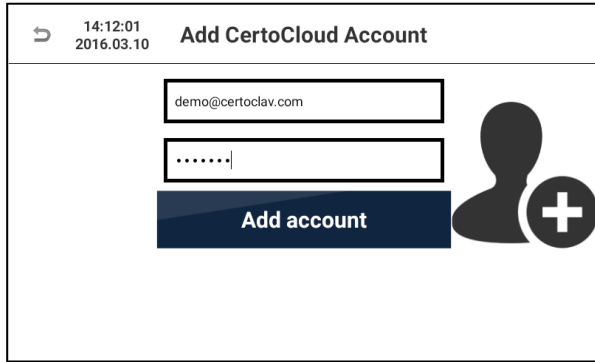 14:12:01
2016.03.10
Add CertoCloud Account
demo@certoclav.com
•••••••
Add account